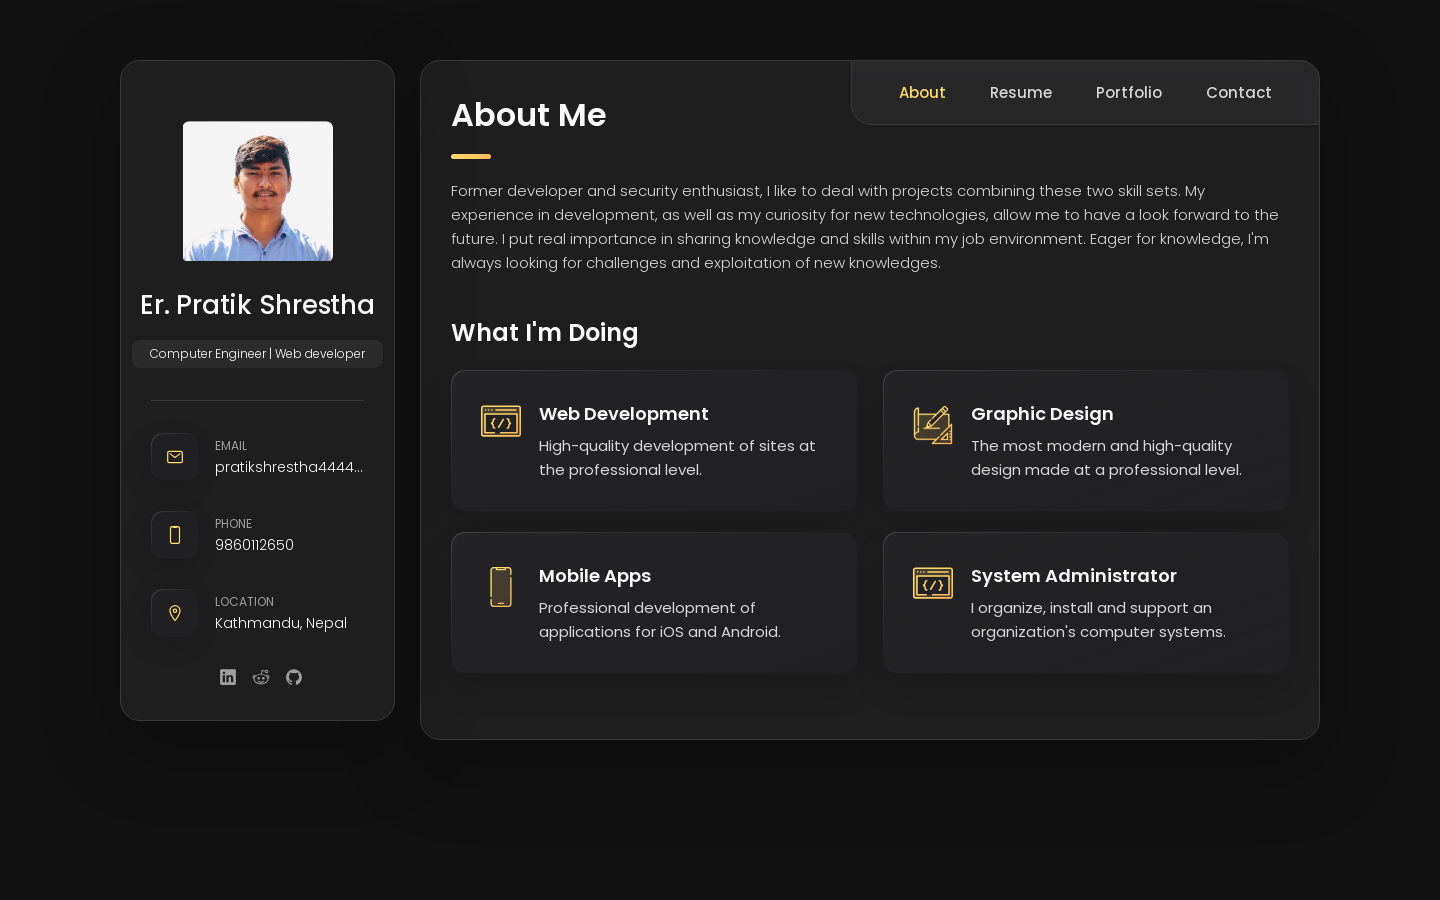 Er. Pratik Shrestha
Computer Engineer | Web developer
EMAIL
pratikshrestha4444...
PHONE
9860112650
LOCATION
Kathmandu, Nepal
About Resume Portfolio Contact
About Me
Former developer and security enthusiast, I like to deal with projects combining these two skill sets. My
experience in development, as well as my curiosity for new technologies, allow me to have a look forward to the
future. I put real importance in sharing knowledge and skills within my job environment. Eager for knowledge, I'm
always looking for challenges and exploitation of new knowledges.
What I'm Doing
Web Development
High-quality development of sites at
the professional level.
Graphic Design
The most modern and high-quality
design made at a professional level.
Mobile Apps
Professional development of
applications for iOS and Android.
System Administrator
I organize, install and support an
organization's computer systems.